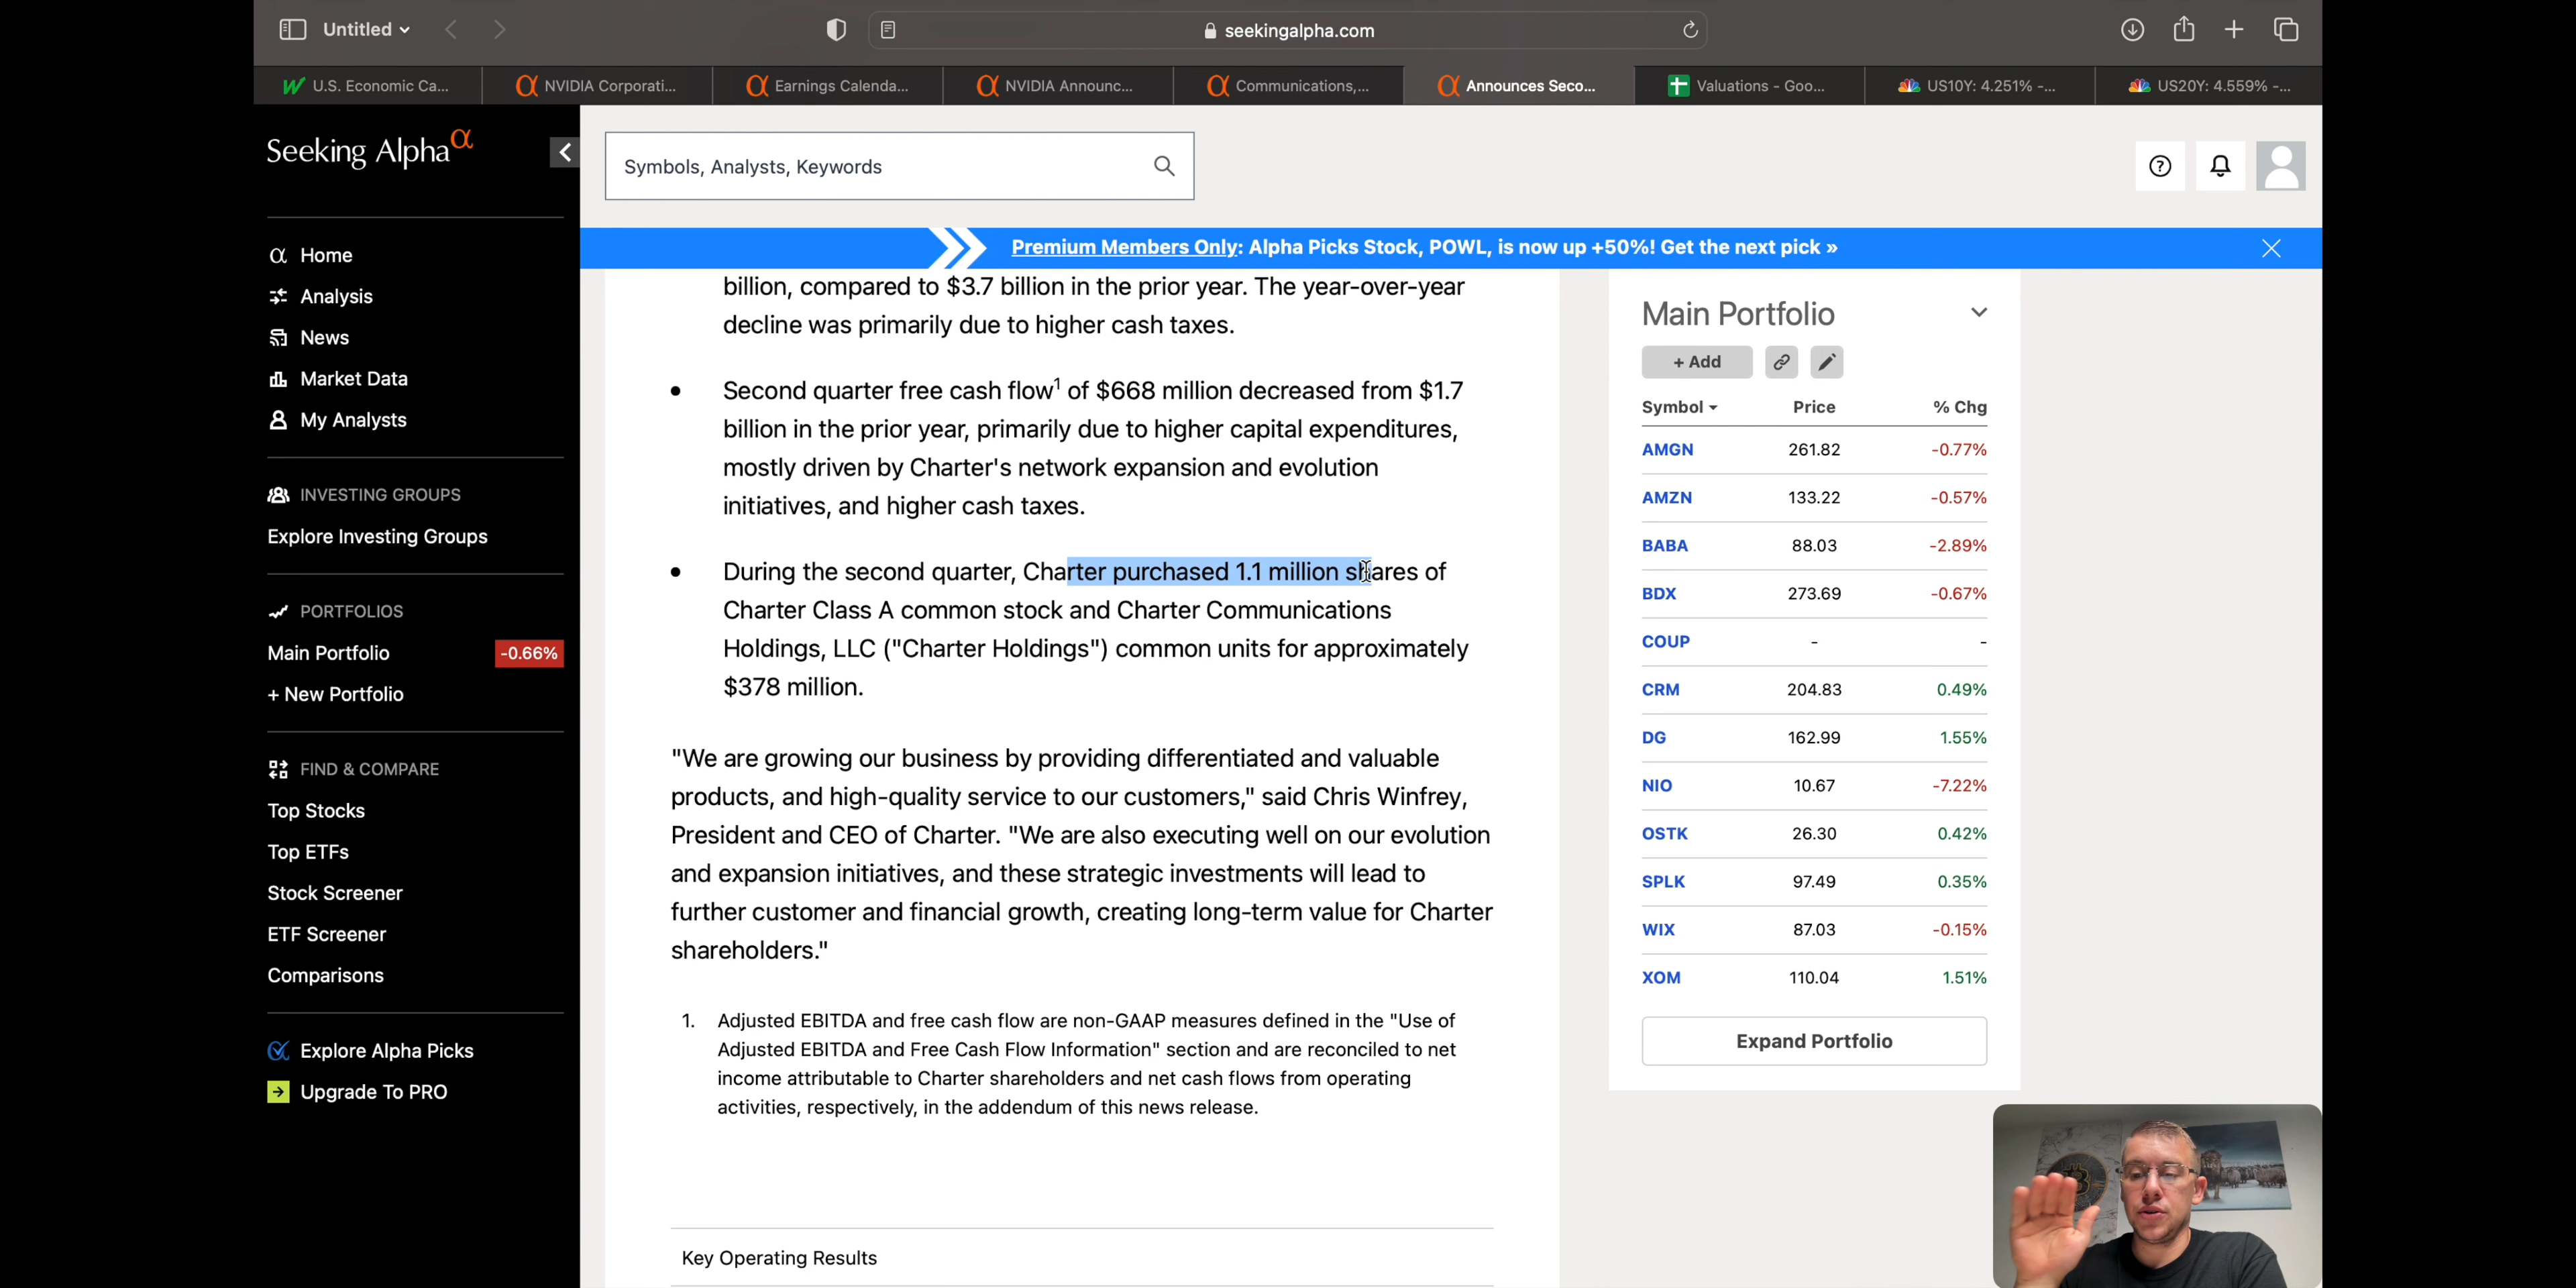 Untitled
seekingalpha.com
U.S. Economic Ca...
NVIDIA Corporati...
Earnings Calenda...
NVIDIA Announc...
Communications,...
Announces Seco...
Valuations - Goo...
US10Y: 4.251% -...
US20Y: 4.559% -...
Seeking Alphaα
Symbols, Analysts, Keywords
Premium Members Only: Alpha Picks Stock, POWL, is now up +50%! Get the next pick »
Home
Analysis
News
Market Data
My Analysts
INVESTING GROUPS
Explore Investing Groups
PORTFOLIOS
Main Portfolio -0.66%
+ New Portfolio
FIND & COMPARE
Top Stocks
Top ETFs
Stock Screener
ETF Screener
Comparisons
Explore Alpha Picks
Upgrade To PRO
billion, compared to $3.7 billion in the prior year. The year-over-year
decline was primarily due to higher cash taxes.
• Second quarter free cash flow¹ of $668 million decreased from $1.7
billion in the prior year, primarily due to higher capital expenditures,
mostly driven by Charter's network expansion and evolution
initiatives, and higher cash taxes.
• During the second quarter, Charter purchased 1.1 million shares of
Charter Class A common stock and Charter Communications
Holdings, LLC ("Charter Holdings") common units for approximately
$378 million.
"We are growing our business by providing differentiated and valuable
products, and high-quality service to our customers," said Chris Winfrey,
President and CEO of Charter. "We are also executing well on our evolution
and expansion initiatives, and these strategic investments will lead to
further customer and financial growth, creating long-term value for Charter
shareholders."
1. Adjusted EBITDA and free cash flow are non-GAAP measures defined in the "Use of
Adjusted EBITDA and Free Cash Flow Information" section and are reconciled to net
income attributable to Charter shareholders and net cash flows from operating
activities, respectively, in the addendum of this news release.
Key Operating Results
Main Portfolio
+ Add
Symbol Price % Chg
AMGN 261.82 -0.77%
AMZN 133.22 -0.57%
BABA 88.03 -2.89%
BDX 273.69 -0.67%
COUP - -
CRM 204.83 0.49%
DG 162.99 1.55%
NIO 10.67 -7.22%
OSTK 26.30 0.42%
SPLK 97.49 0.35%
WIX 87.03 -0.15%
XOM 110.04 1.51%
Expand Portfolio